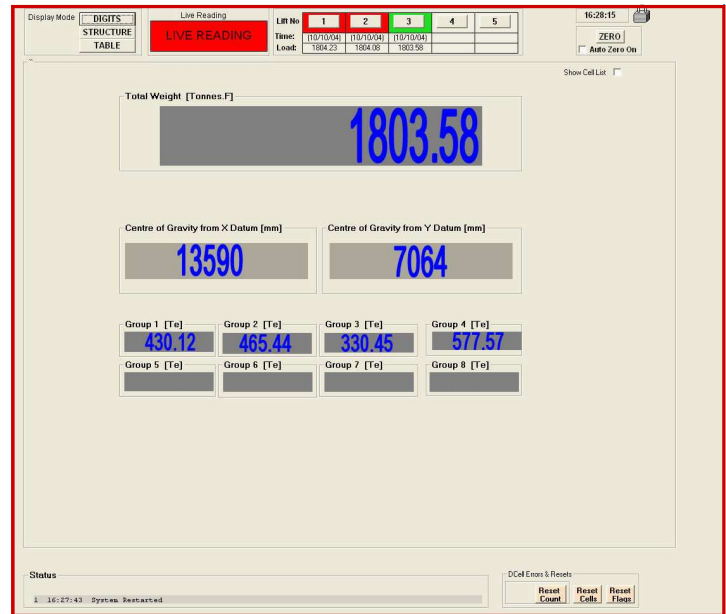 Display Mode DIGITS
STRUCTURE
TABLE
Live Reading
LIVE READING
Lift No 1 2 3 4 5
Time: (10/10/04) (10/10/04) (10/10/04)
Load: 1804.23 1804.08 1803.58
16:28:15
ZERO
Auto Zero On
Show Cell List
Total Weight [Tonnes.F]
1803.58
Centre of Gravity from X Datum [mm] Centre of Gravity from Y Datum [mm]
13590 7064
Group 1 [Te] Group 2 [Te] Group 3 [Te] Group 4 [Te]
430.12 465.44 330.45 577.57
Group 5 [Te] Group 6 [Te] Group 7 [Te] Group 8 [Te]
Status
1 16:27:43 System Restarted
DCell Errors & Resets
Reset Count Reset Cells Reset Flags